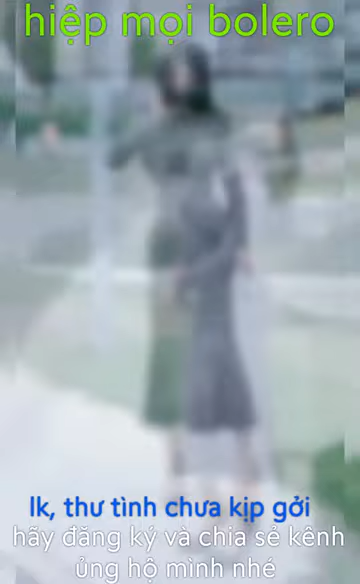 hiệp mọi bolero
lk, thư tình chưa kịp gởi
hãy đăng ký và chia sẻ kênh
ủng hộ mình nhé